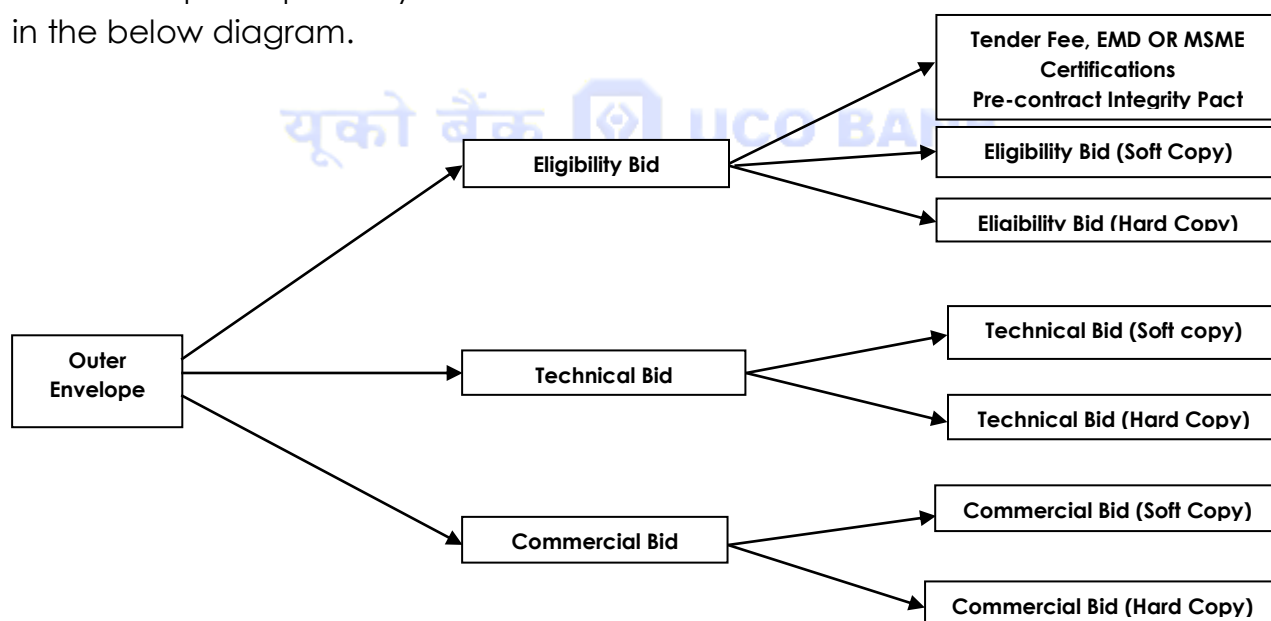 in the below diagram.
यूको बैंक UCO BANK
Tender Fee, EMD OR MSME
Certifications
Pre-contract Integrity Pact
Eligibility Bid
Eligibility Bid (Soft Copy)
Eligibility Bid (Hard Copy)
Outer
Envelope
Technical Bid
Technical Bid (Soft copy)
Technical Bid (Hard Copy)
Commercial Bid
Commercial Bid (Soft Copy)
Commercial Bid (Hard Copy)